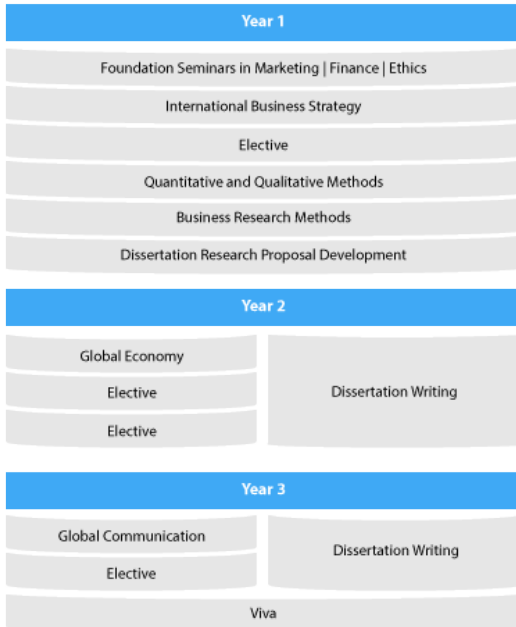 Year 1
Foundation Seminars in Marketing | Finance | Ethics
International Business Strategy
Elective
Quantitative and Qualitative Methods
Business Research Methods
Dissertation Research Proposal Development
Year 2
Global Economy
Elective
Elective
Dissertation Writing
Year 3
Global Communication
Elective
Dissertation Writing
Viva